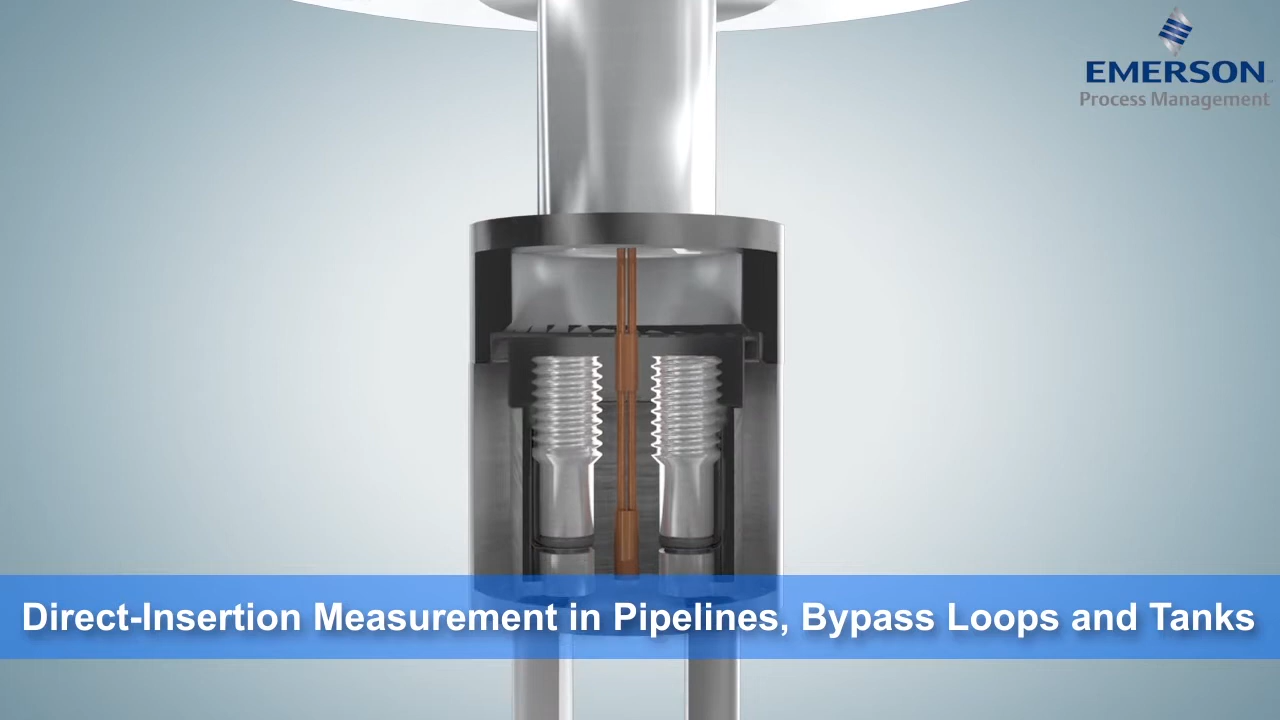 EMERSON
Process Management
Direct-Insertion Measurement in Pipelines, Bypass Loops and Tanks